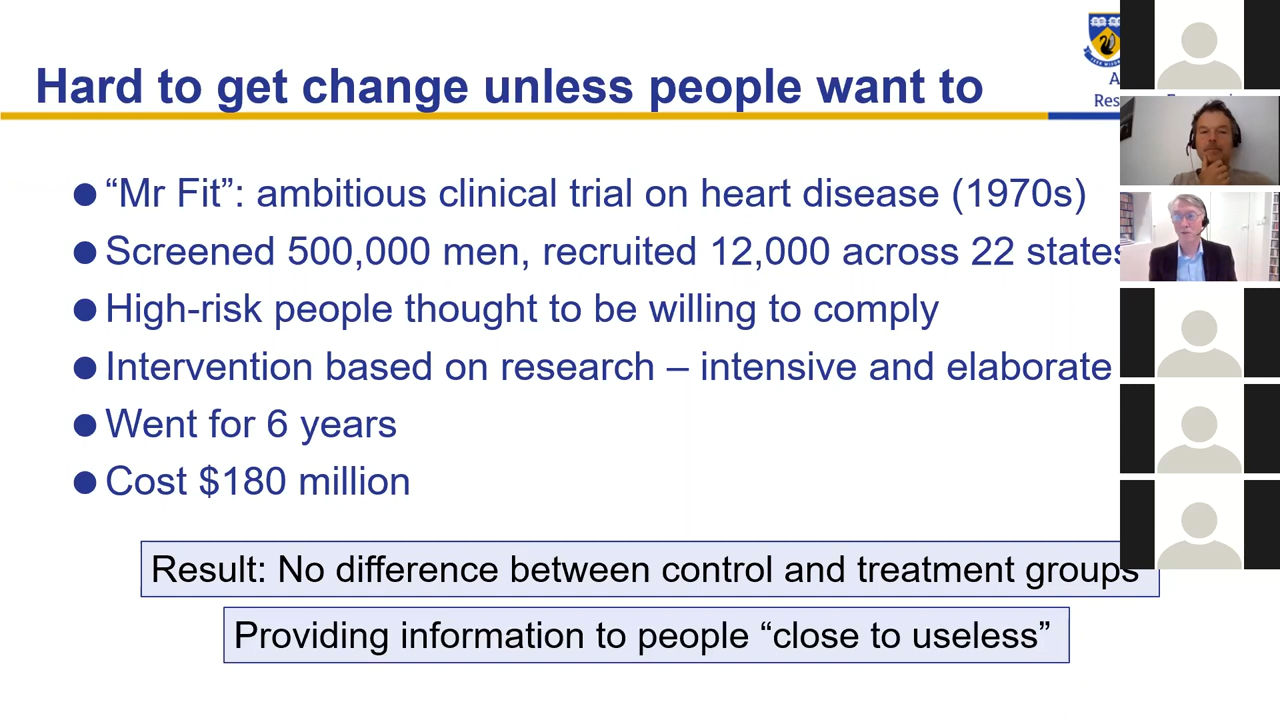 Hard to get change unless people want to
“Mr Fit”: ambitious clinical trial on heart disease (1970s)
Screened 500,000 men, recruited 12,000 across 22 states
High-risk people thought to be willing to comply
Intervention based on research – intensive and elaborate
Went for 6 years
Cost $180 million
Result: No difference between control and treatment groups
Providing information to people “close to useless”